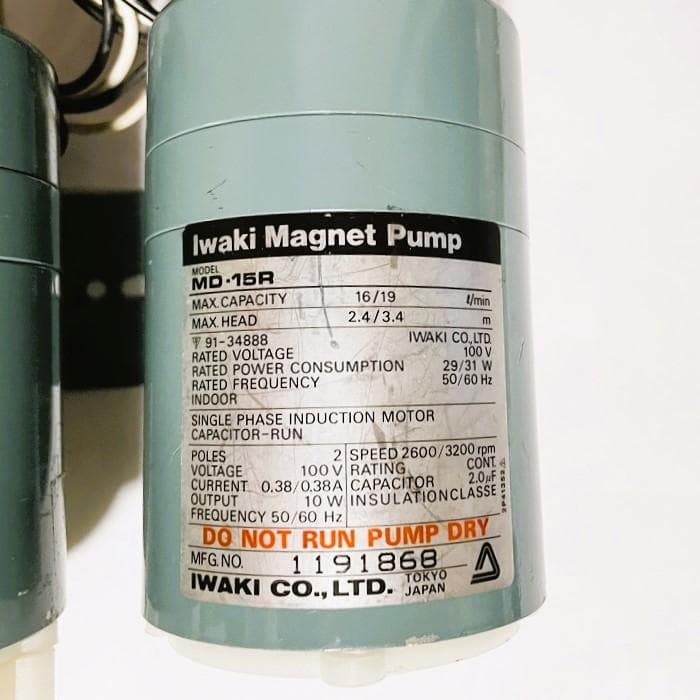 Iwaki Magnet Pump
MODEL
MD-15R
MAX. CAPACITY 16/19 ℓ/min
MAX. HEAD 2.4/3.4 m
91-34888 IWAKI CO., LTD.
RATED VOLTAGE 100 V
RATED POWER CONSUMPTION 29/31 W
RATED FREQUENCY 50/60 Hz
INDOOR
SINGLE PHASE INDUCTION MOTOR
CAPACITOR-RUN
POLES 2 SPEED 2600/3200 rpm
VOLTAGE 100 V RATING CONT.
CURRENT 0.38/0.38A CAPACITOR 2.0μF
OUTPUT 10 W INSULATION CLASS E
FREQUENCY 50/60 Hz
DO NOT RUN PUMP DRY
MFG. NO. 1191868
IWAKI CO., LTD. TOKYO JAPAN